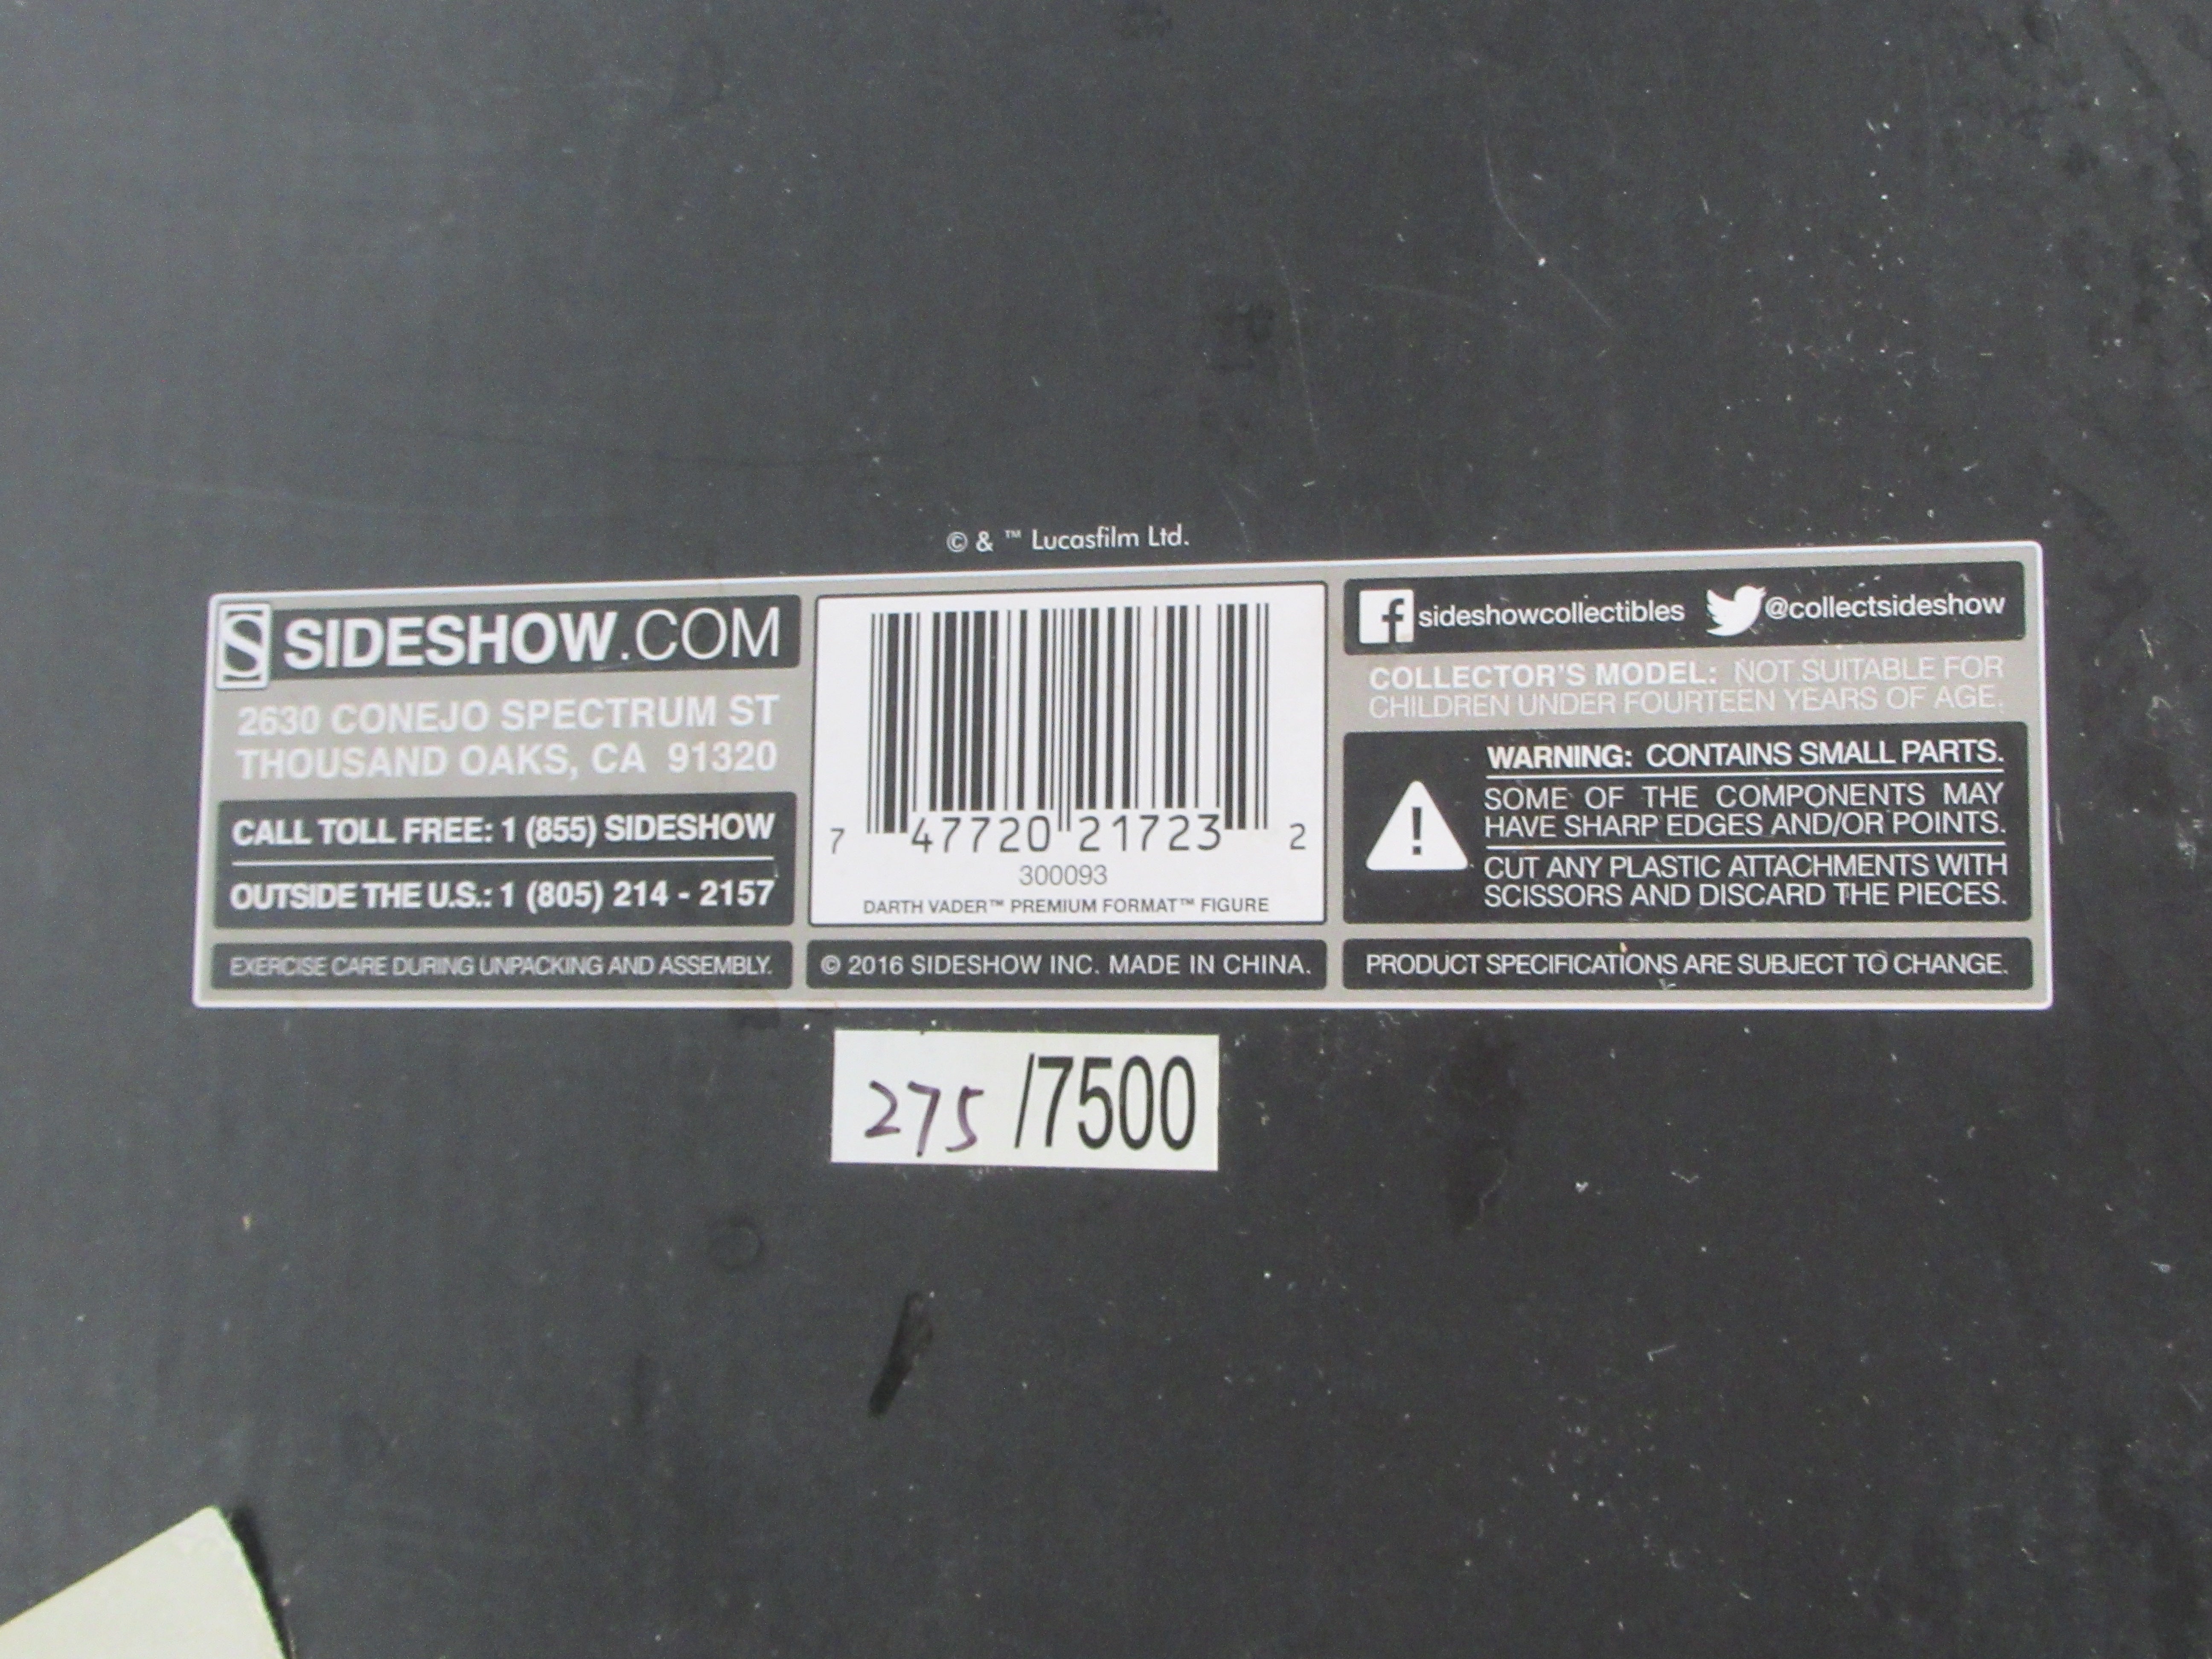 © & ™ Lucasfilm Ltd.
S SIDESHOW.COM
2630 CONEJO SPECTRUM ST
THOUSAND OAKS, CA 91320
CALL TOLL FREE: 1 (855) SIDESHOW
OUTSIDE THE U.S.: 1 (805) 214 - 2157
EXERCISE CARE DURING UNPACKING AND ASSEMBLY.
7 47720 21723 2
300093
DARTH VADER™ PREMIUM FORMAT™ FIGURE
© 2016 SIDESHOW INC. MADE IN CHINA.
f sideshowcollectibles @collectsideshow
COLLECTOR'S MODEL: NOT SUITABLE FOR
CHILDREN UNDER FOURTEEN YEARS OF AGE.
WARNING: CONTAINS SMALL PARTS.
SOME OF THE COMPONENTS MAY
HAVE SHARP EDGES AND/OR POINTS.
CUT ANY PLASTIC ATTACHMENTS WITH
SCISSORS AND DISCARD THE PIECES.
PRODUCT SPECIFICATIONS ARE SUBJECT TO CHANGE.
275 /7500